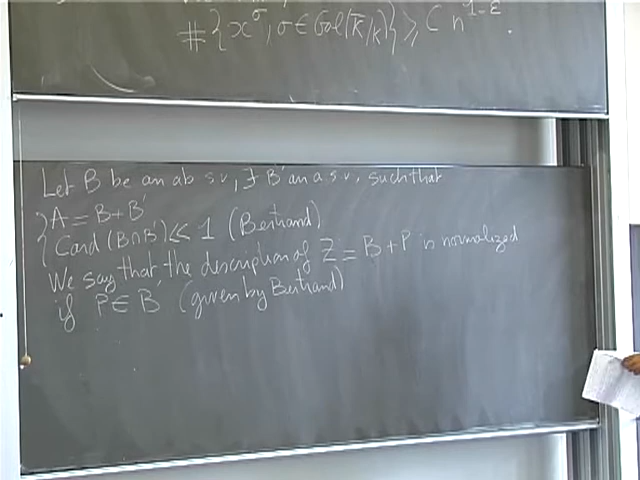 #{x^σ, σ ∈ Gal(K̄/K)} ≥ C n^{1-ε}.
Let B be an ab s.v, ∃ B' an a.s.v, such that
{ A = B + B'
{ Card (B∩B') ≪ 1 (Bertrand)
We say that the description of Z = B + P is normalized
if P ∈ B' (given by Bertrand)